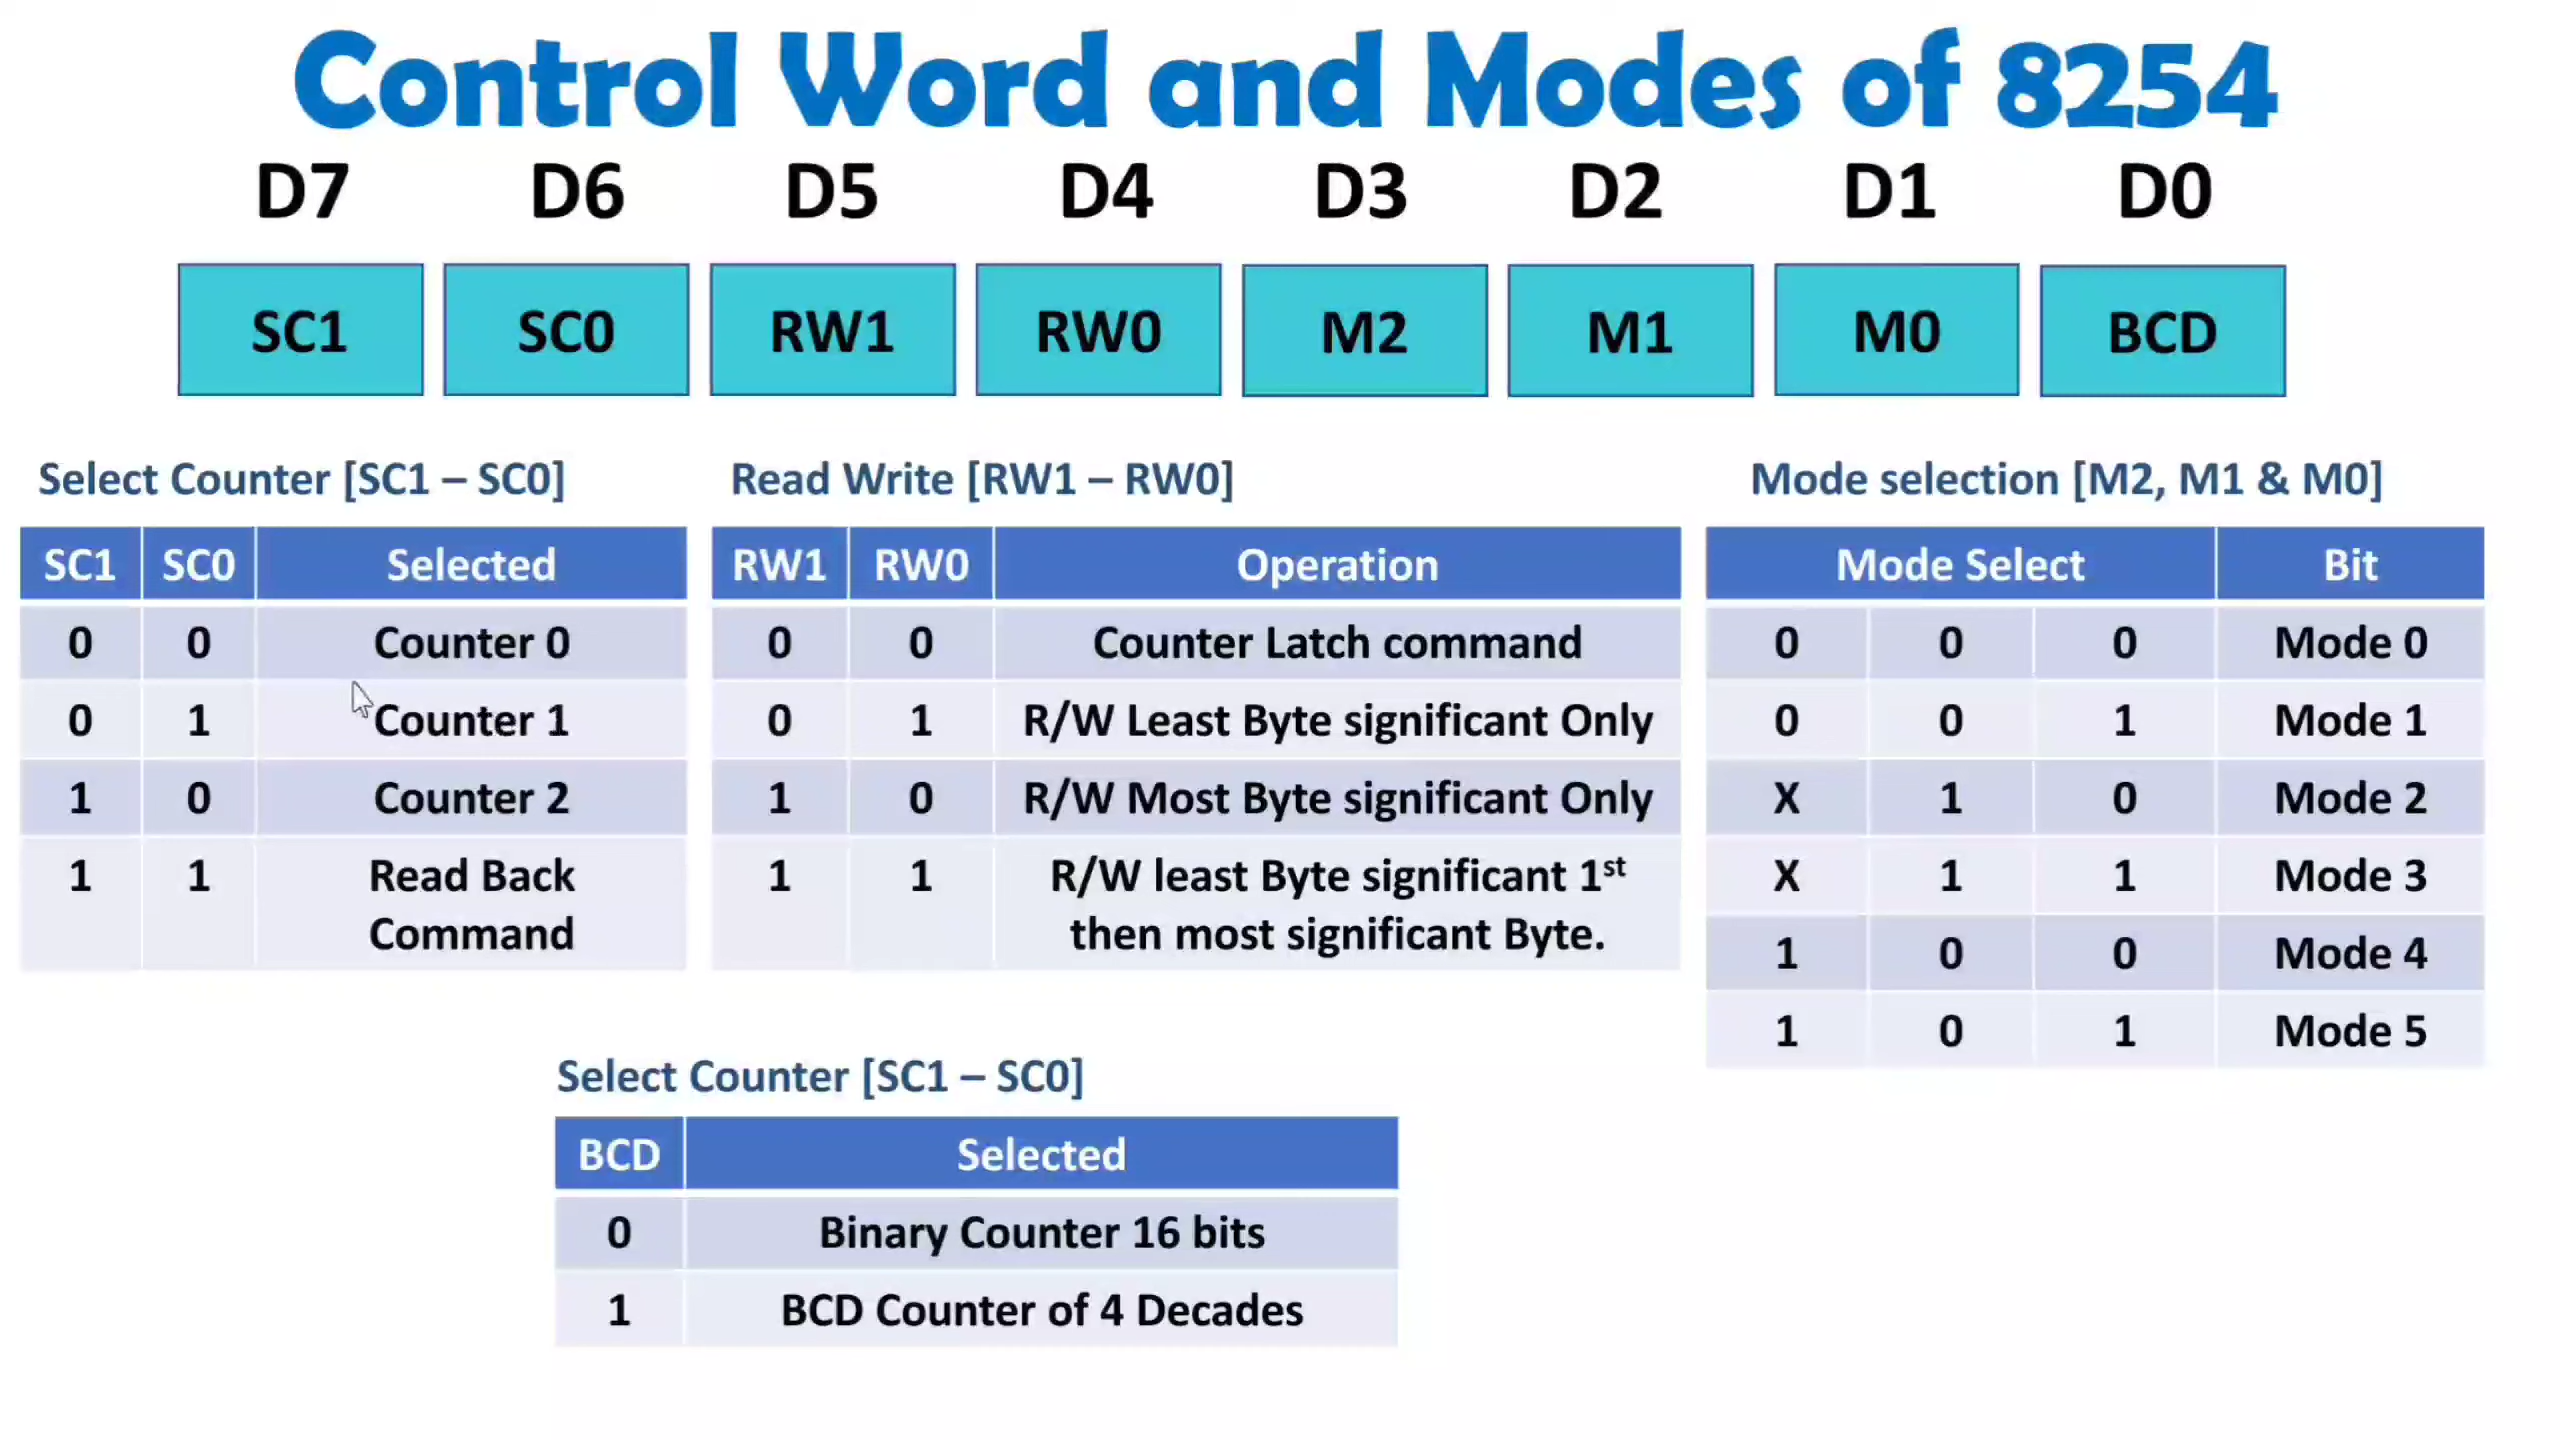 Control Word and Modes of 8254
D7 D6 D5 D4 D3 D2 D1 D0
SC1 SC0 RW1 RW0 M2 M1 M0 BCD
Select Counter [SC1 – SC0]
SC1 SC0 Selected
0 0 Counter 0
0 1 Counter 1
1 0 Counter 2
1 1 Read Back
Command
Read Write [RW1 – RW0]
RW1 RW0 Operation
0 0 Counter Latch command
0 1 R/W Least Byte significant Only
1 0 R/W Most Byte significant Only
1 1 R/W least Byte significant 1st
then most significant Byte.
Mode selection [M2, M1 & M0]
Mode Select Bit
0 0 0 Mode 0
0 0 1 Mode 1
X 1 0 Mode 2
X 1 1 Mode 3
1 0 0 Mode 4
1 0 1 Mode 5
Select Counter [SC1 – SC0]
BCD Selected
0 Binary Counter 16 bits
1 BCD Counter of 4 Decades